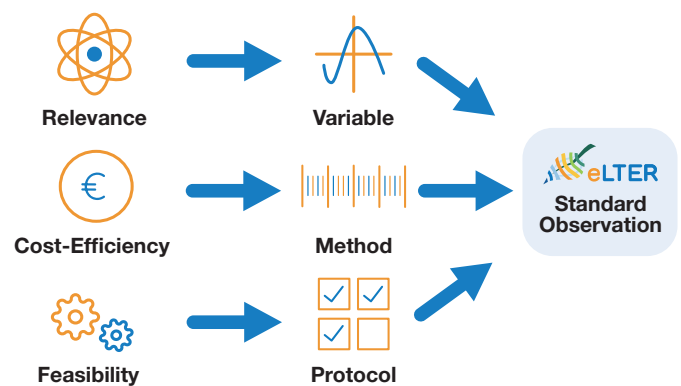 Relevance
Variable
€
eLTER
Standard
Observation
Cost-Efficiency
Method
Feasibility
Protocol